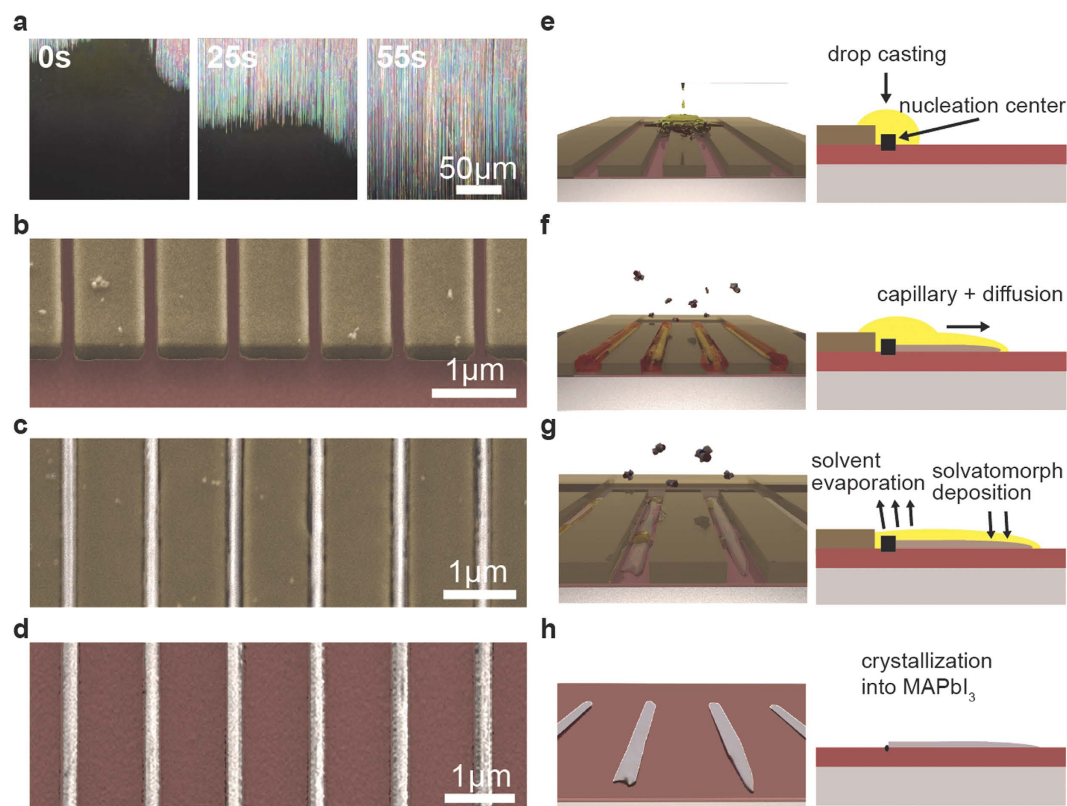 a
0s
25s
55s
50μm
b
1μm
c
1μm
d
1μm
e
drop casting
nucleation center
f
capillary + diffusion
g
solvent
evaporation
solvatomorph
deposition
h
crystallization
into MAPbI₃